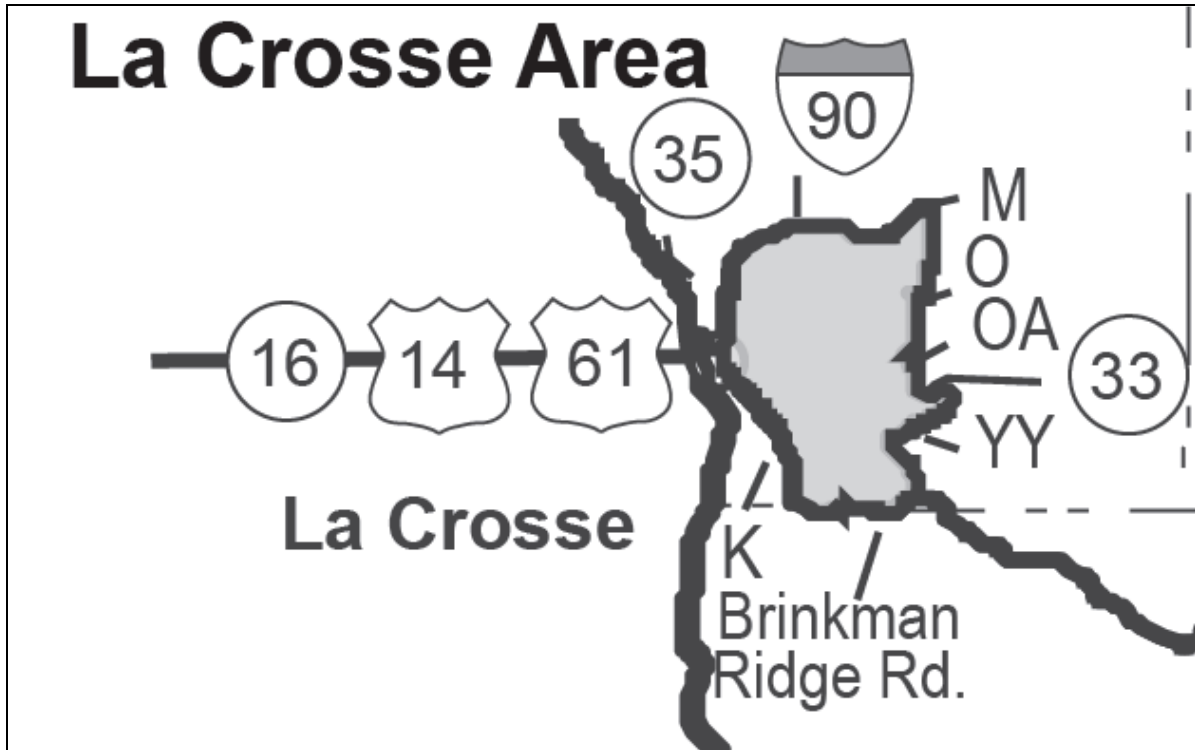 La Crosse Area
90
35
M
O
OA
16
14
61
33
YY
La Crosse
K
Brinkman
Ridge Rd.